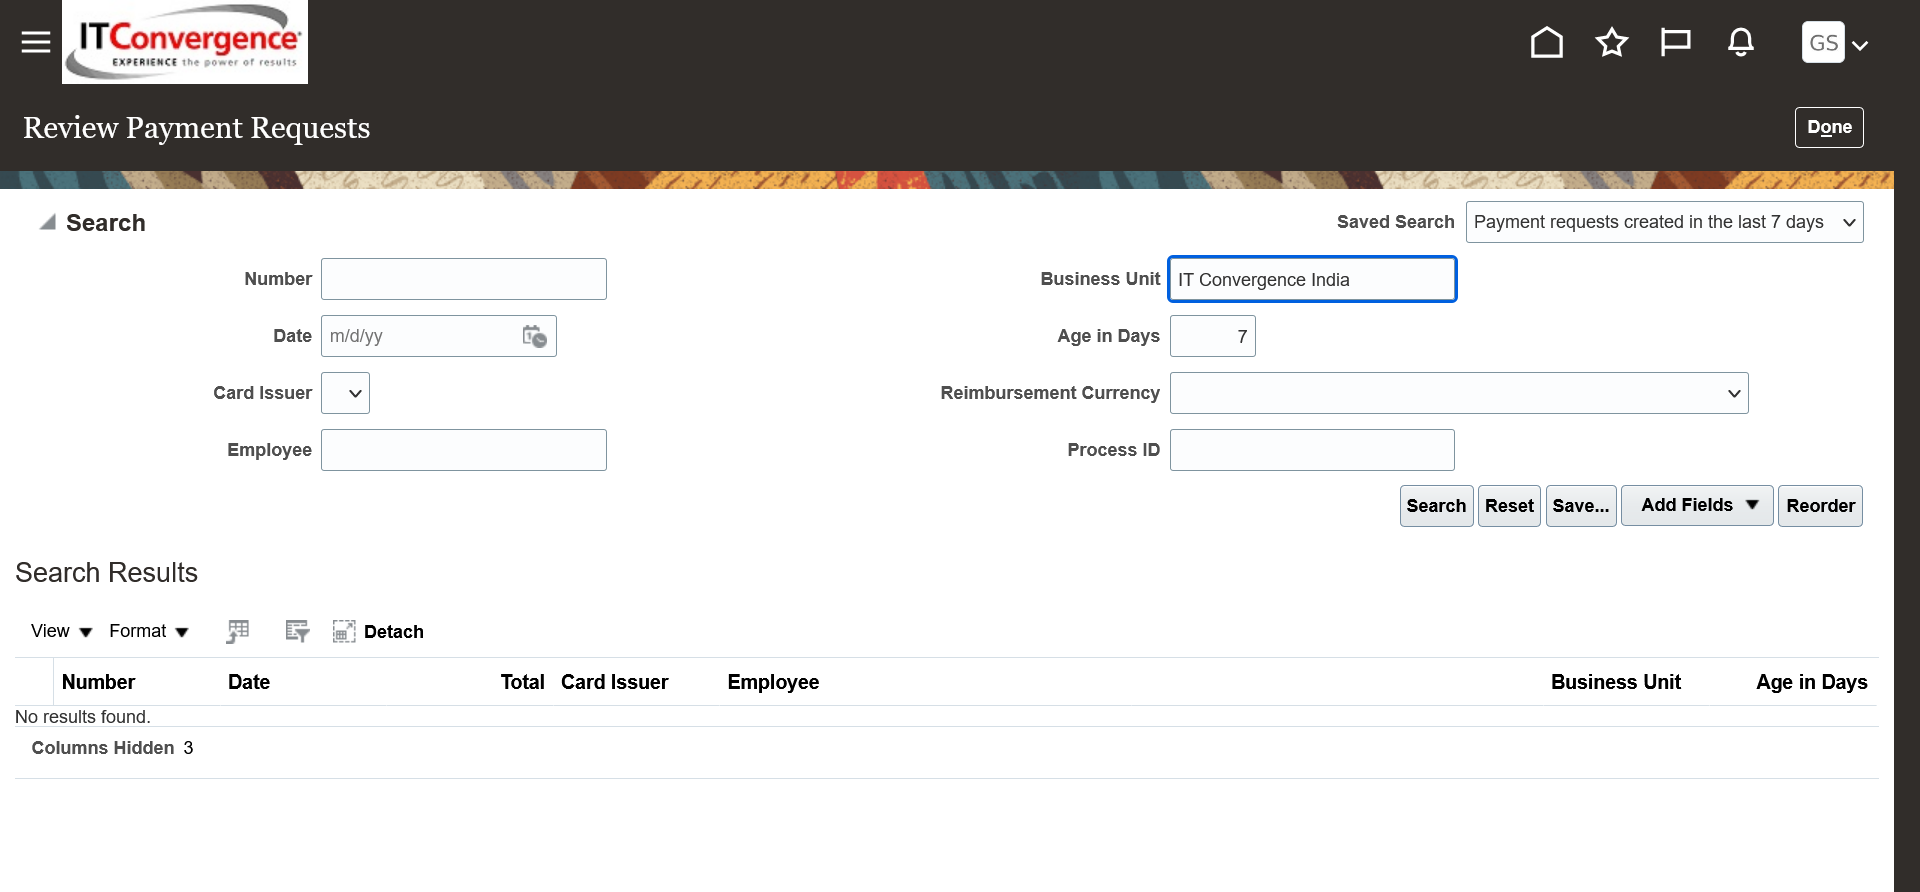 ITConvergence
EXPERIENCE the power of results
GS
Review Payment Requests
Done
Search
Saved Search Payment requests created in the last 7 days
Number
Business Unit IT Convergence India
Date m/d/yy
Age in Days 7
Card Issuer
Reimbursement Currency
Employee
Process ID
Search Reset Save... Add Fields Reorder
Search Results
View Format Detach
Number Date Total Card Issuer Employee Business Unit Age in Days
No results found.
Columns Hidden 3